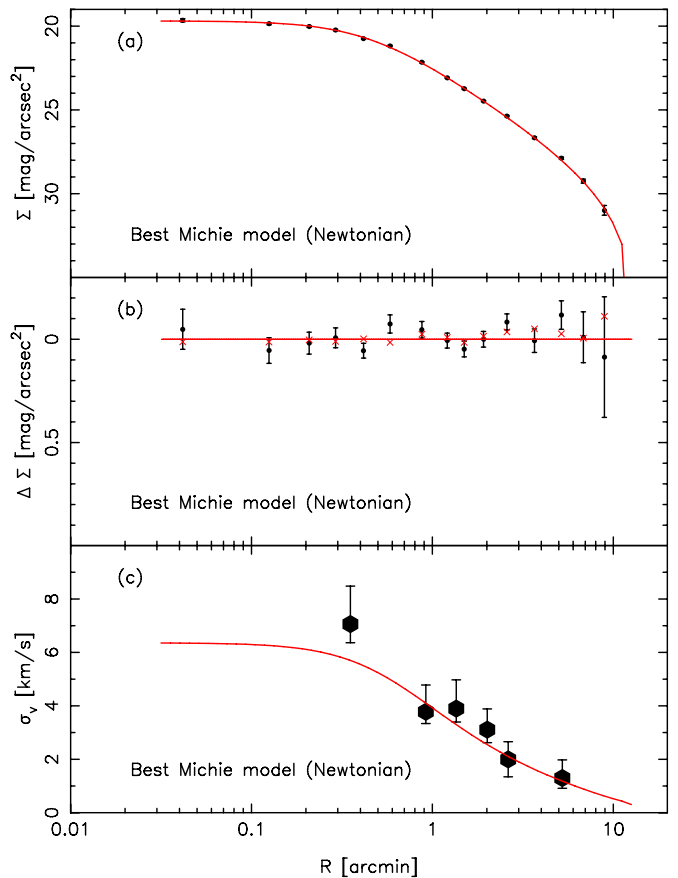 (a)
20
25
30
Σ [mag/arcsec²]
Best Michie model (Newtonian)
(b)
0
0.5
Δ Σ [mag/arcsec²]
Best Michie model (Newtonian)
(c)
8
6
4
2
0
σᵥ [km/s]
Best Michie model (Newtonian)
0.01 0.1 1 10
R [arcmin]